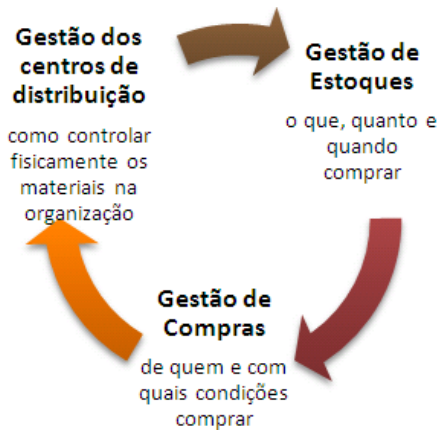 Gestão dos
centros de
distribuição
como controlar
fisicamente os
materiais na
organização
Gestão de
Estoques
o que, quanto e
quando
comprar
Gestão de
Compras
de quem e com
quais condições
comprar